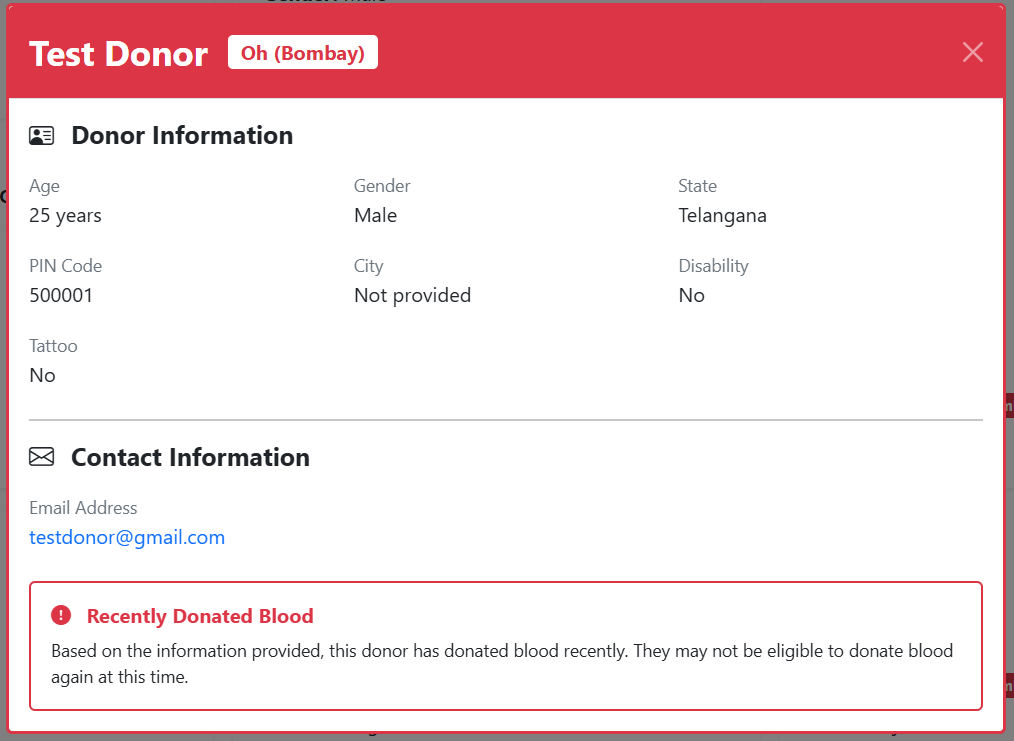 Test Donor Oh (Bombay)
Donor Information
Age Gender State
25 years Male Telangana
PIN Code City Disability
500001 Not provided No
Tattoo
No
Contact Information
Email Address
testdonor@gmail.com
Recently Donated Blood
Based on the information provided, this donor has donated blood recently. They may not be eligible to donate blood
again at this time.